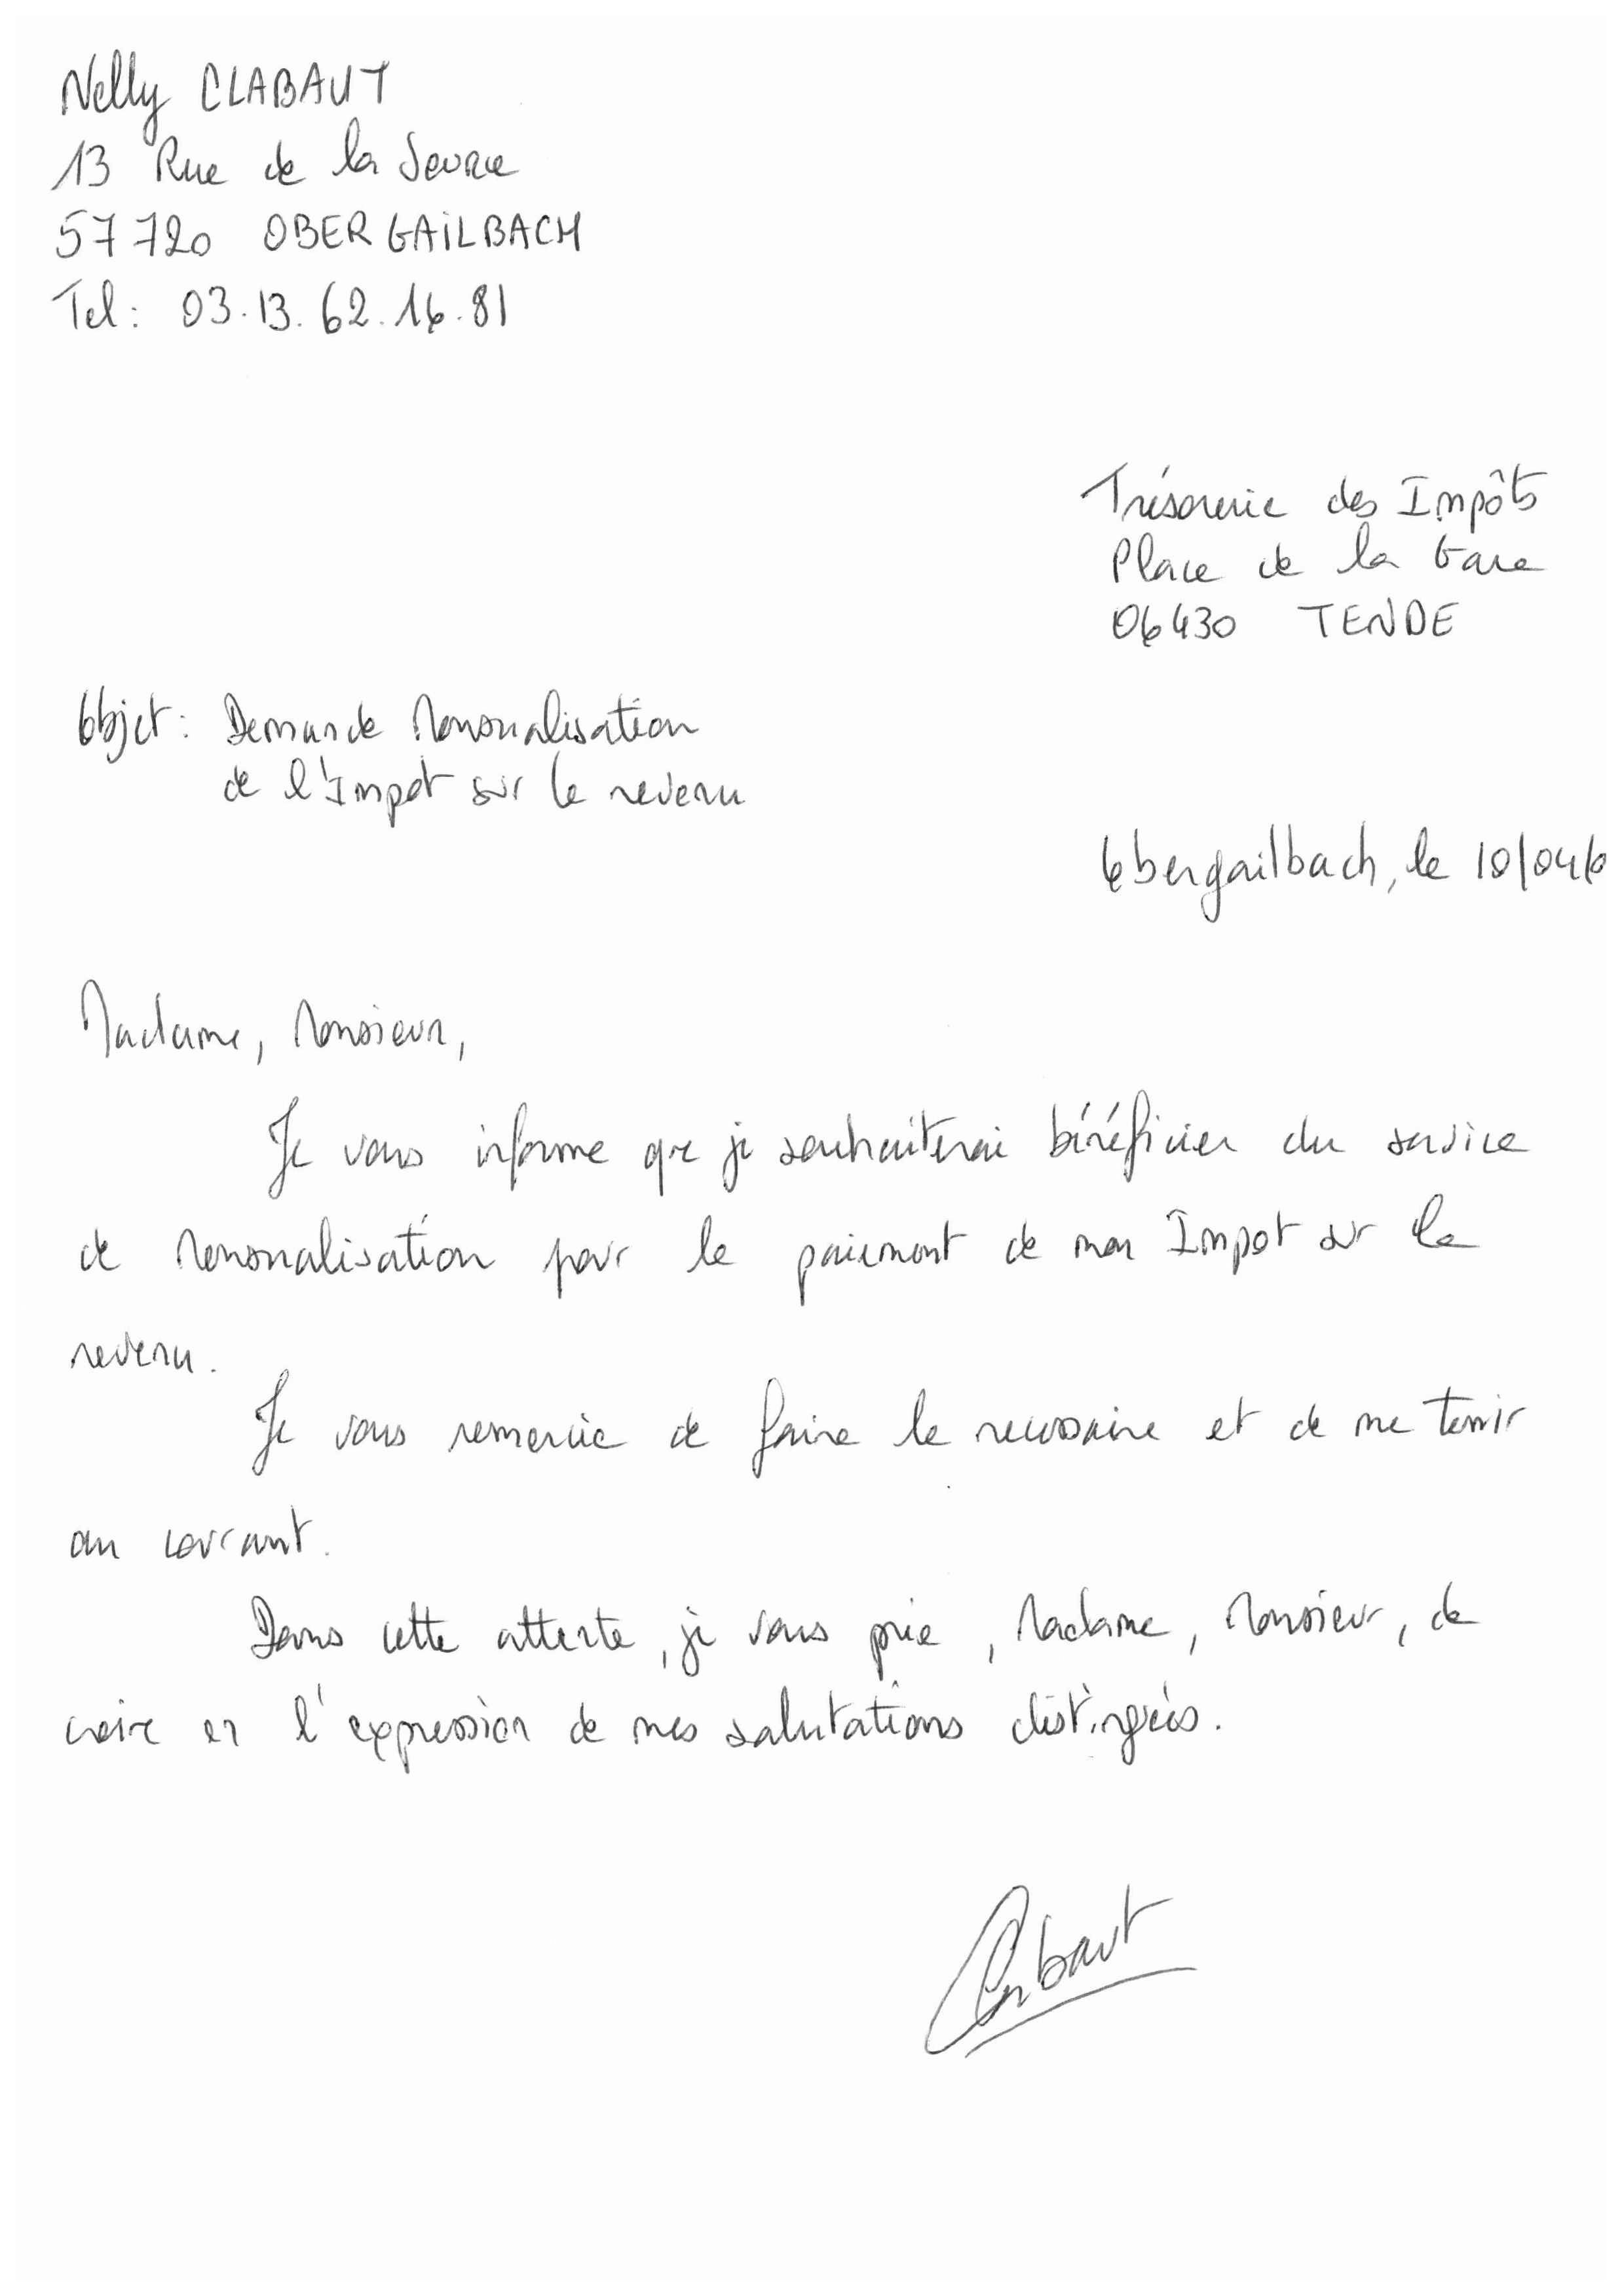 Nelly CLABAUT
13 Rue de la Sevrie
57720 OBERGAILBACH
Tel: 03.13.62.16.81
Trésorerie des Impôts
Place de la Gare
06430 TENDE
Objet: Demande Mensualisation
de l'Impot sur le revenu
Obergailbach, le 10/04/0
Madame, Monsieur,
Je vous informe que je souhaiterai bénéficier du service
de Mensualisation pour le paiement de mon Impot sur le
revenu.
Je vous remercie de faire le necessaire et de me tenir
au courant.
Dans cette attente, je vous prie, Madame, Monsieur, de
croire en l'expression de mes salutations distinguées.
Clabaut